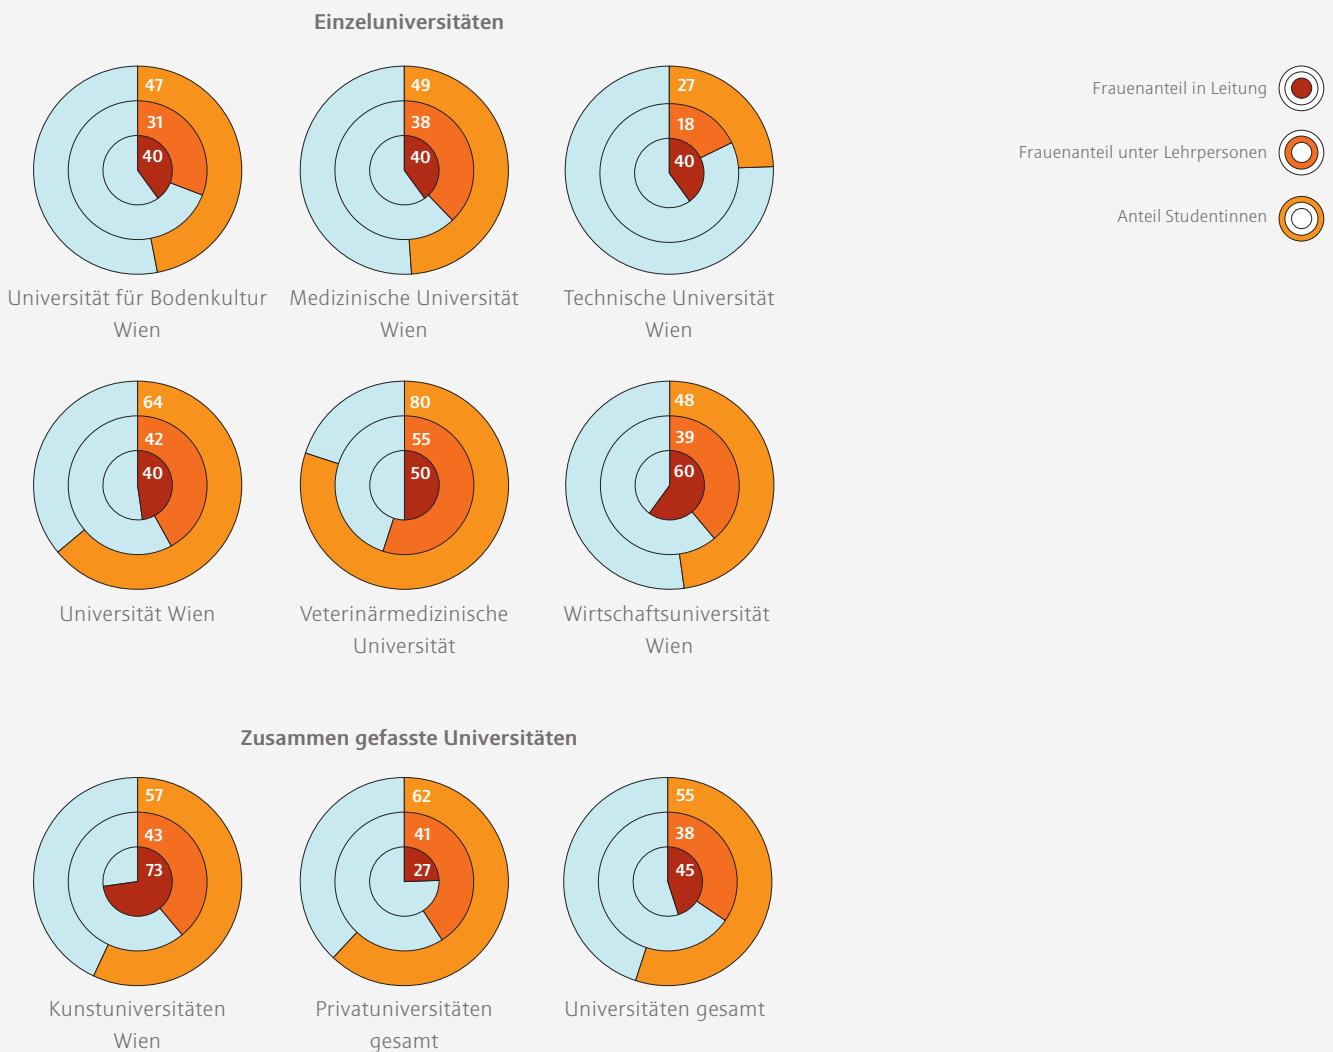 Einzeluniversitäten
Frauenanteil in Leitung
Frauenanteil unter Lehrpersonen
Anteil Studentinnen
47
31
40
Universität für Bodenkultur
Wien
49
38
40
Medizinische Universität
Wien
27
18
40
Technische Universität
Wien
64
42
40
Universität Wien
80
55
50
Veterinärmedizinische
Universität
48
39
60
Wirtschaftsuniversität
Wien
Zusammen gefasste Universitäten
57
43
73
Kunstuniversitäten
Wien
62
41
27
Privatuniversitäten
gesamt
55
38
45
Universitäten gesamt